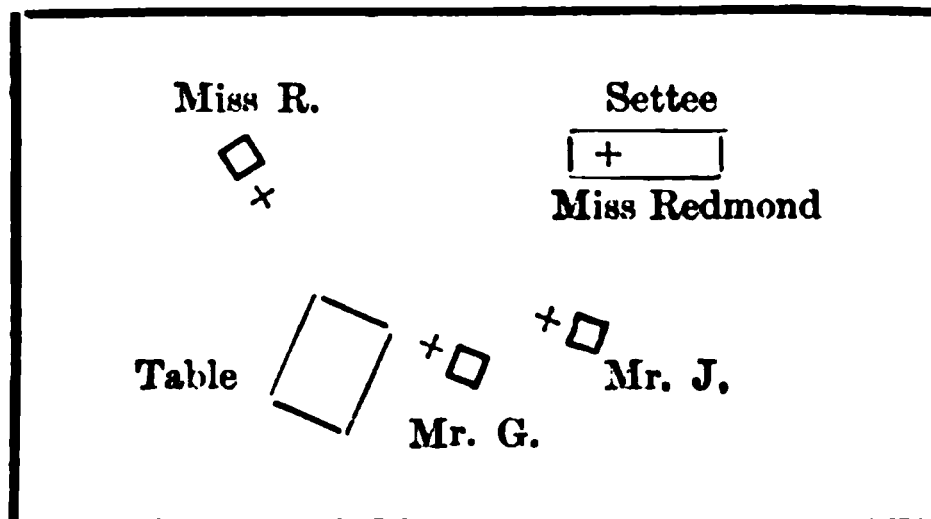 Miss R.
Settee
Miss Redmond
Table
Mr. J.
Mr. G.